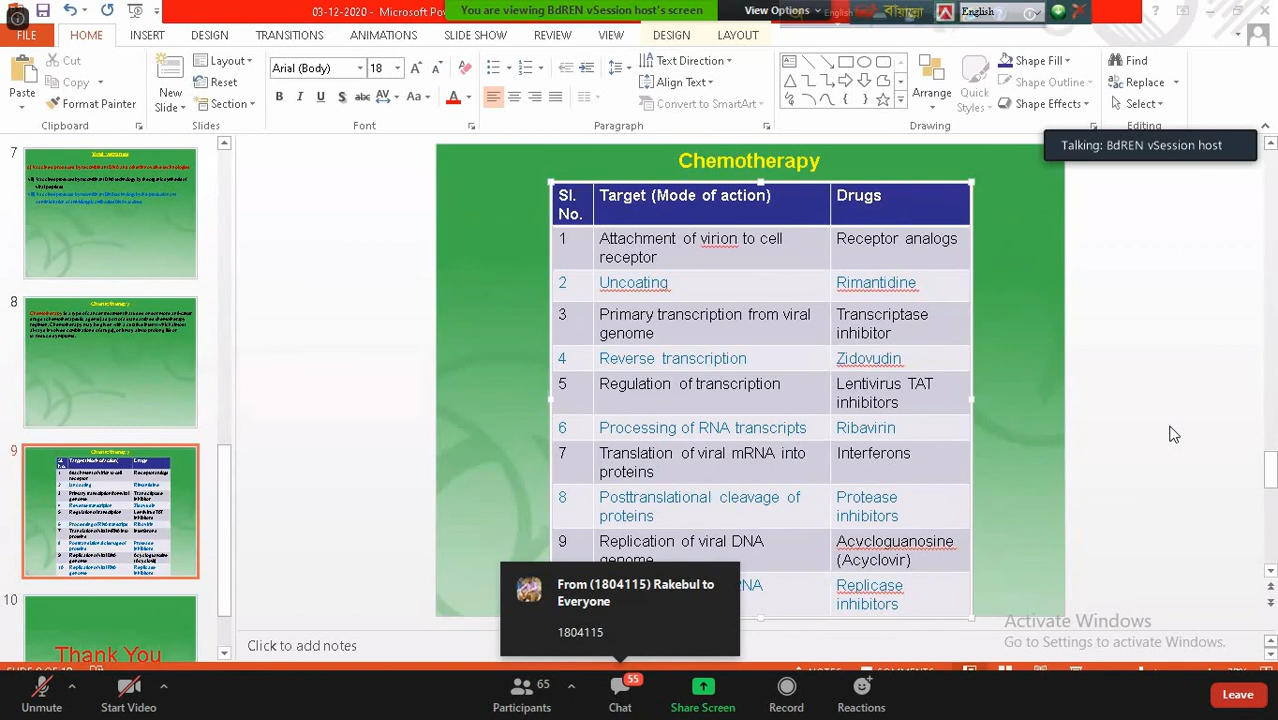 03-12-2020 - Microsoft Po
You are viewing BdREN vSession host's screen
View Options
English
English
FILE
HOME
INSERT
DESIGN
TRANSITIONS
ANIMATIONS
SLIDE SHOW
REVIEW
VIEW
DESIGN
LAYOUT
Paste
Cut
Copy
Format Painter
Clipboard
New
Slide
Layout
Reset
Section
Slides
Arial (Body)
18
Font
Text Direction
Align Text
Convert to SmartArt
Paragraph
Arrange
Quick
Styles
Shape Fill
Shape Outline
Shape Effects
Drawing
Find
Replace
Select
Editing
Talking: BdREN vSession host
7
8
Chemotherapy
9
Chemotherapy
10
Thank You
Chemotherapy
Sl. No.
Target (Mode of action)
Drugs
1
Attachment of virion to cell
receptor
Receptor analogs
2
Uncoating
Rimantidine
3
Primary transcription from viral
genome
Transcriptase
inhibitor
4
Reverse transcription
Zidovudin
5
Regulation of transcription
Lentivirus TAT
inhibitors
6
Processing of RNA transcripts
Ribavirin
7
Translation of viral mRNA into
proteins
Interferons
8
Posttranslational cleavage of
proteins
Protease
inhibitors
9
Replication of viral DNA
genome
Acycloguanosine
(Acyclovir)
NA
Replicase
inhibitors
From (1804115) Rakebul to
Everyone
1804115
Click to add notes
Activate Windows
Go to Settings to activate Windows.
Unmute
Start Video
65
Participants
55
Chat
Share Screen
Record
Reactions
Leave